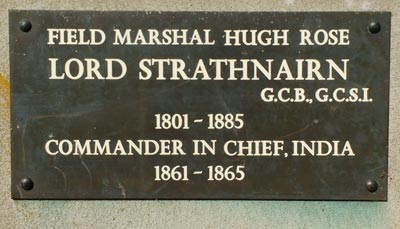 FIELD MARSHAL HUGH ROSE
LORD STRATHNAIRN
G.C.B., G.C.S.I.
1801 - 1885
COMMANDER IN CHIEF, INDIA
1861 - 1865